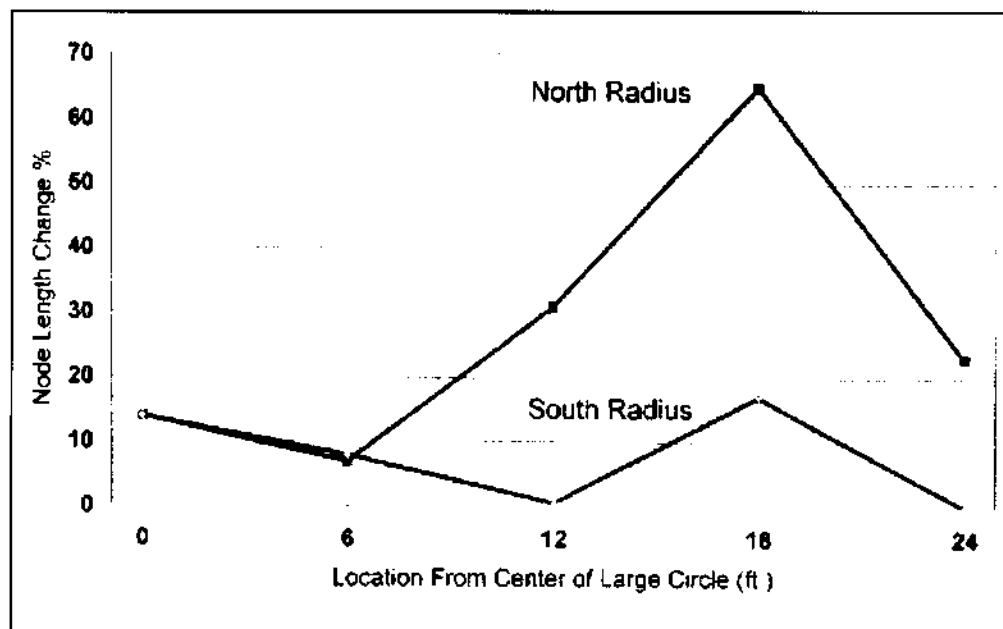 70
60
50
40
30
20
10
0
Node Length Change %
North Radius
South Radius
0 6 12 18 24
Location From Center of Large Circle (ft )